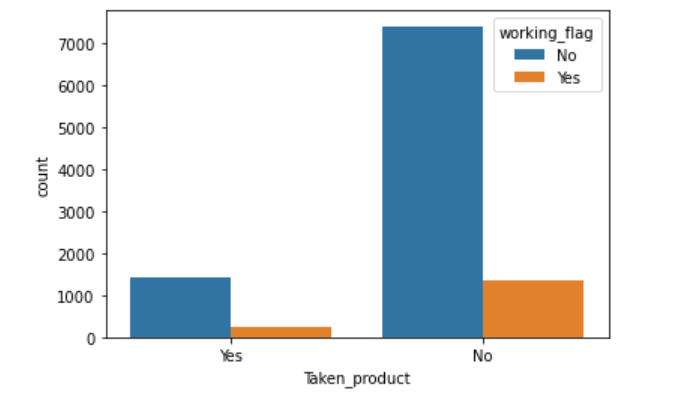 working_flag
No
Yes
7000
6000
5000
4000
3000
2000
1000
0
count
Yes No
Taken_product